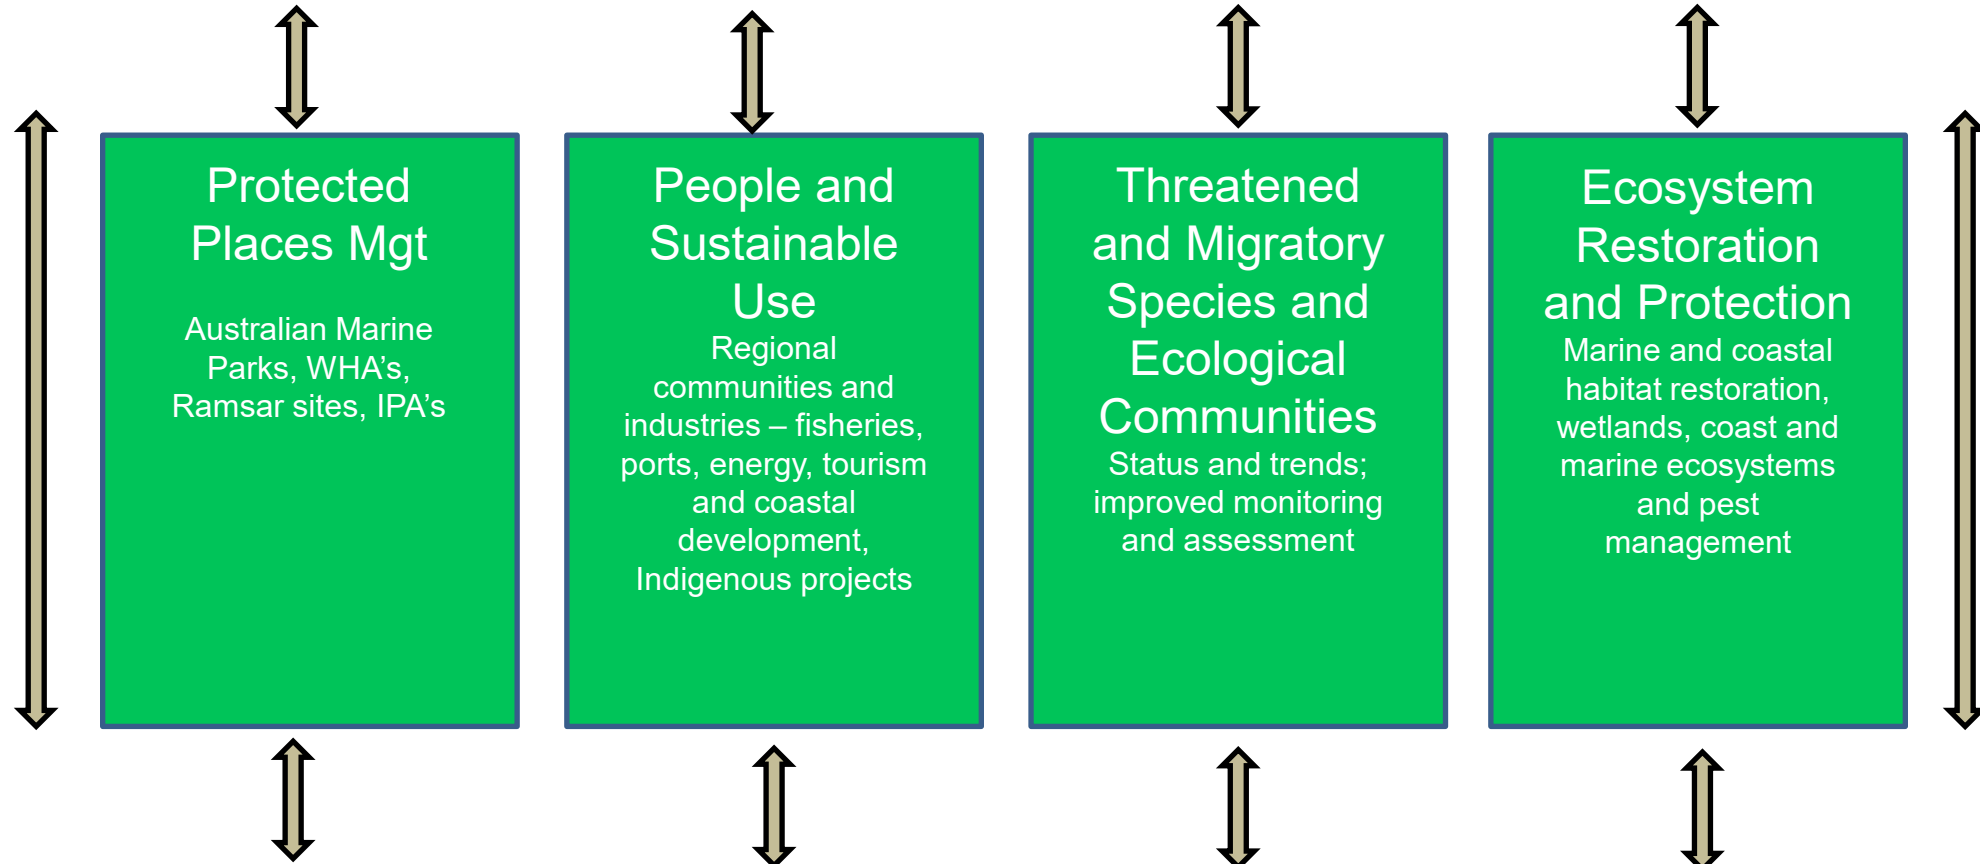 Protected
Places Mgt
Australian Marine
Parks, WHA’s,
Ramsar sites, IPA’s
People and
Sustainable
Use
Regional
communities and
industries – fisheries,
ports, energy, tourism
and coastal
development,
Indigenous projects
Threatened
and Migratory
Species and
Ecological
Communities
Status and trends;
improved monitoring
and assessment
Ecosystem
Restoration
and Protection
Marine and coastal
habitat restoration,
wetlands, coast and
marine ecosystems
and pest
management